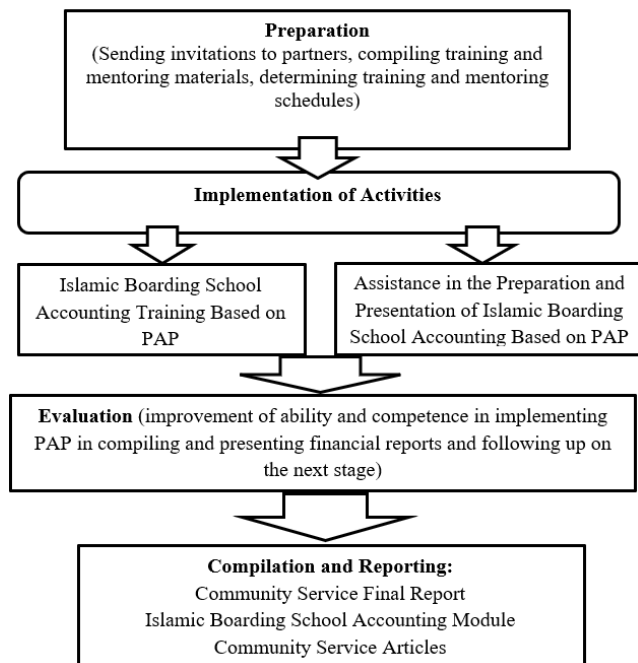 Preparation
(Sending invitations to partners, compiling training and
mentoring materials, determining training and mentoring
schedules)
Implementation of Activities
Islamic Boarding School
Accounting Training Based on
PAP
Assistance in the Preparation and
Presentation of Islamic Boarding
School Accounting Based on PAP
Evaluation (improvement of ability and competence in implementing
PAP in compiling and presenting financial reports and following up on
the next stage)
Compilation and Reporting:
Community Service Final Report
Islamic Boarding School Accounting Module
Community Service Articles